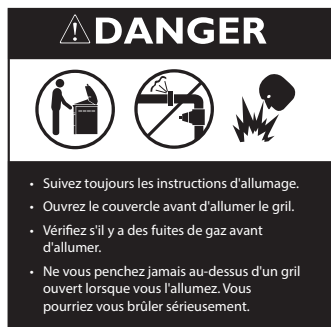 ⚠DANGER
• Suivez toujours les instructions d'allumage.
• Ouvrez le couvercle avant d'allumer le gril.
• Vérifiez s'il y a des fuites de gaz avant
d'allumer.
• Ne vous penchez jamais au-dessus d'un gril
ouvert lorsque vous l'allumez. Vous
pourriez vous brûler sérieusement.